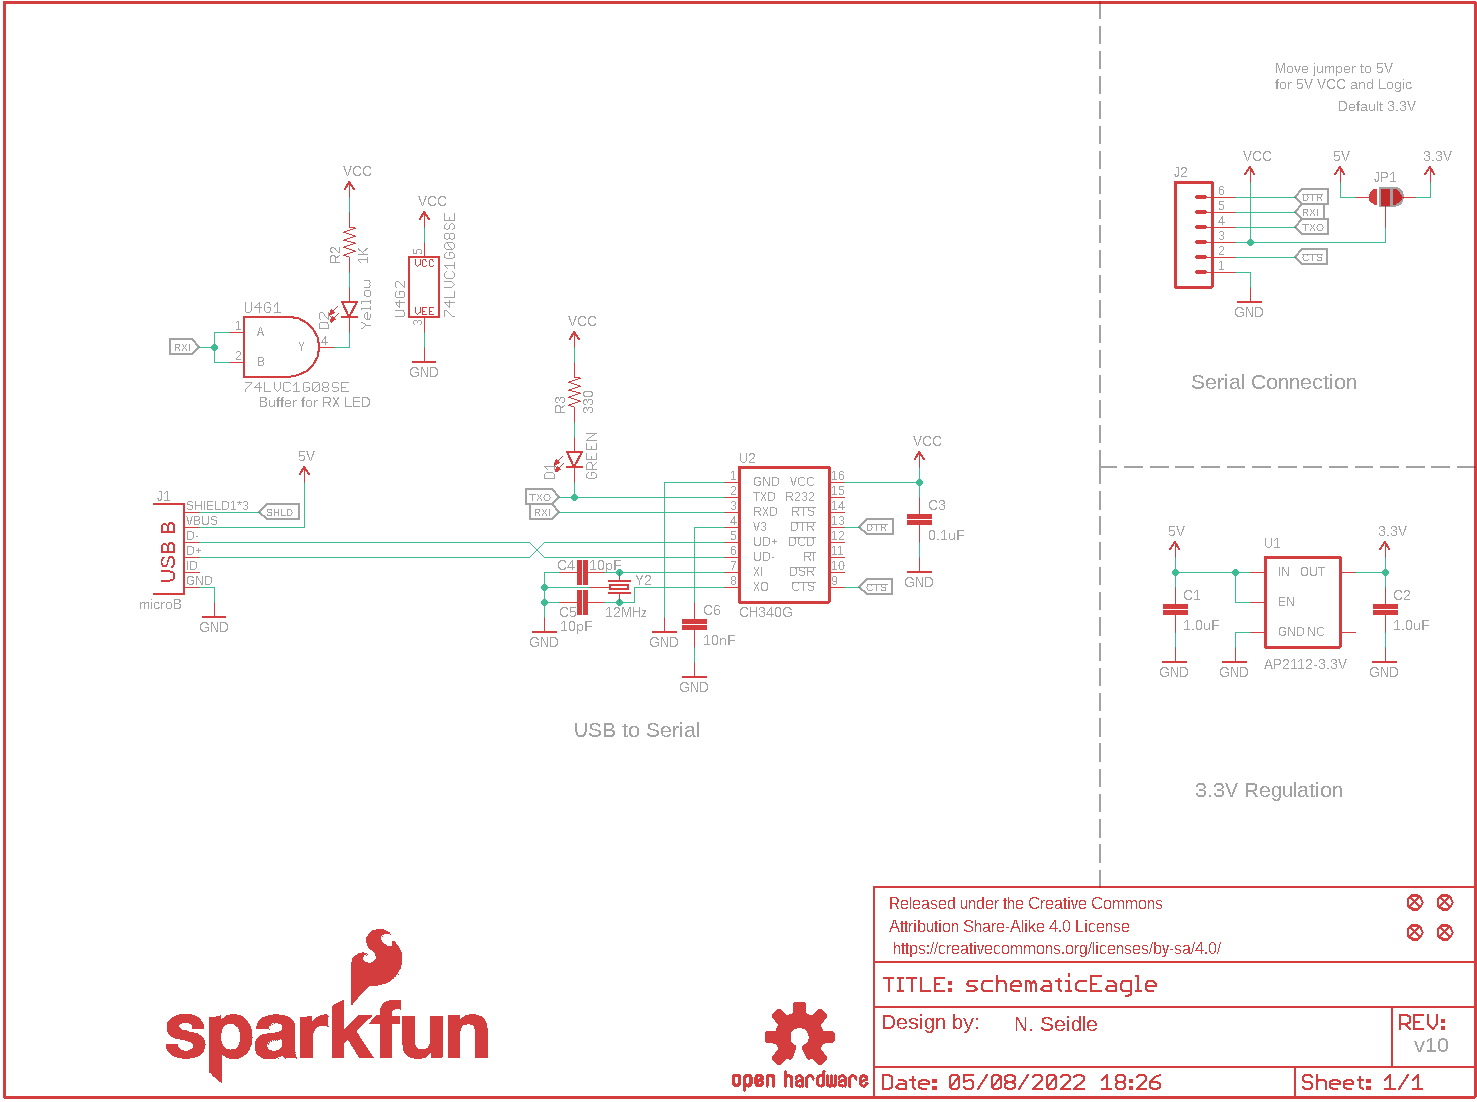 Move jumper to 5V
for 5V VCC and Logic
Default 3.3V
VCC
5V
3.3V
J2
JP1
6
DTR
5
RXI
4
TXO
3
2
CTS
1
GND
Serial Connection
VCC
R2
1K
D2
Yellow
VCC
5
VCC
U4G2
74LVC1G08SE
VEE
3
GND
U4G1
1
A
RXI
Y
4
2
B
74LVC1G08SE
Buffer for RX LED
VCC
R3
330
D1
GREEN
5V
J1
USB B
SHIELD1*3
SHLD
VBUS
D-
D+
ID
GND
microB
GND
TXO
RXI
U2
1 GND VCC 16
2 TXD R232 15
3 RXD RTS 14
4 V3 DTR 13
5 UD+ DCD 12
6 UD- RI 11
7 XI DSR 10
8 XO CTS 9
CH340G
DTR
CTS
VCC
C3
0.1uF
GND
C4
10pF
Y2
C5
12MHz
10pF
GND
GND
C6
10nF
GND
USB to Serial
5V
U1
3.3V
IN OUT
EN
GND NC
C1
1.0uF
C2
1.0uF
GND
GND
AP2112-3.3V
GND
3.3V Regulation
Released under the Creative Commons
Attribution Share-Alike 4.0 License
https://creativecommons.org/licenses/by-sa/4.0/
TITLE: schematicEagle
Design by: N. Seidle
REV:
v10
Date: 05/08/2022 18:26
Sheet: 1/1
sparkfun
open hardware